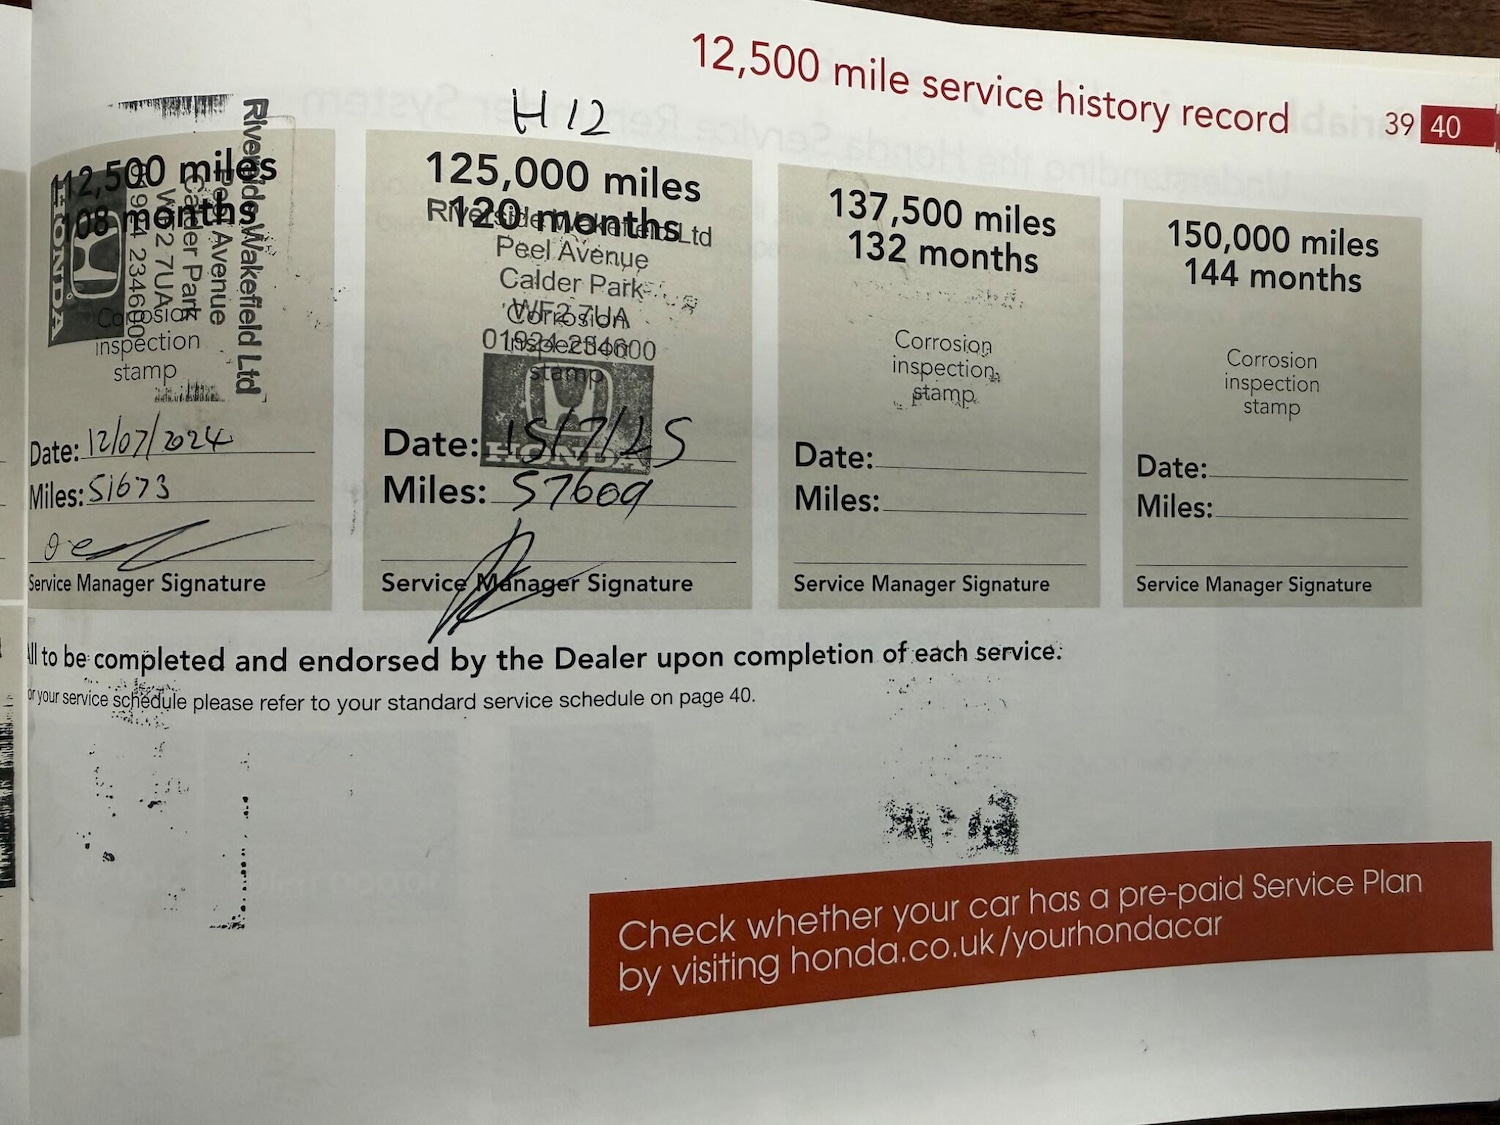 12,500 mile service history record
39 40
H12
112,500 miles
108 months
Riverside Wakefield Ltd
Peel Avenue
Calder Park
WF2 7UA
01924 234600
HONDA
Corrosion
inspection
stamp
Date: 12/07/2024
Miles: 51673
Service Manager Signature
125,000 miles
120 months
Riverside Wakefield Ltd
Peel Avenue
Calder Park
WF2 7UA
01924 234600
HONDA
Corrosion
inspection
stamp
Date: 15/7/25
Miles: 57609
Service Manager Signature
137,500 miles
132 months
Corrosion
inspection
stamp
Date:
Miles:
Service Manager Signature
150,000 miles
144 months
Corrosion
inspection
stamp
Date:
Miles:
Service Manager Signature
All to be completed and endorsed by the Dealer upon completion of each service.
or your service schedule please refer to your standard service schedule on page 40.
Check whether your car has a pre-paid Service Plan
by visiting honda.co.uk/yourhondacar